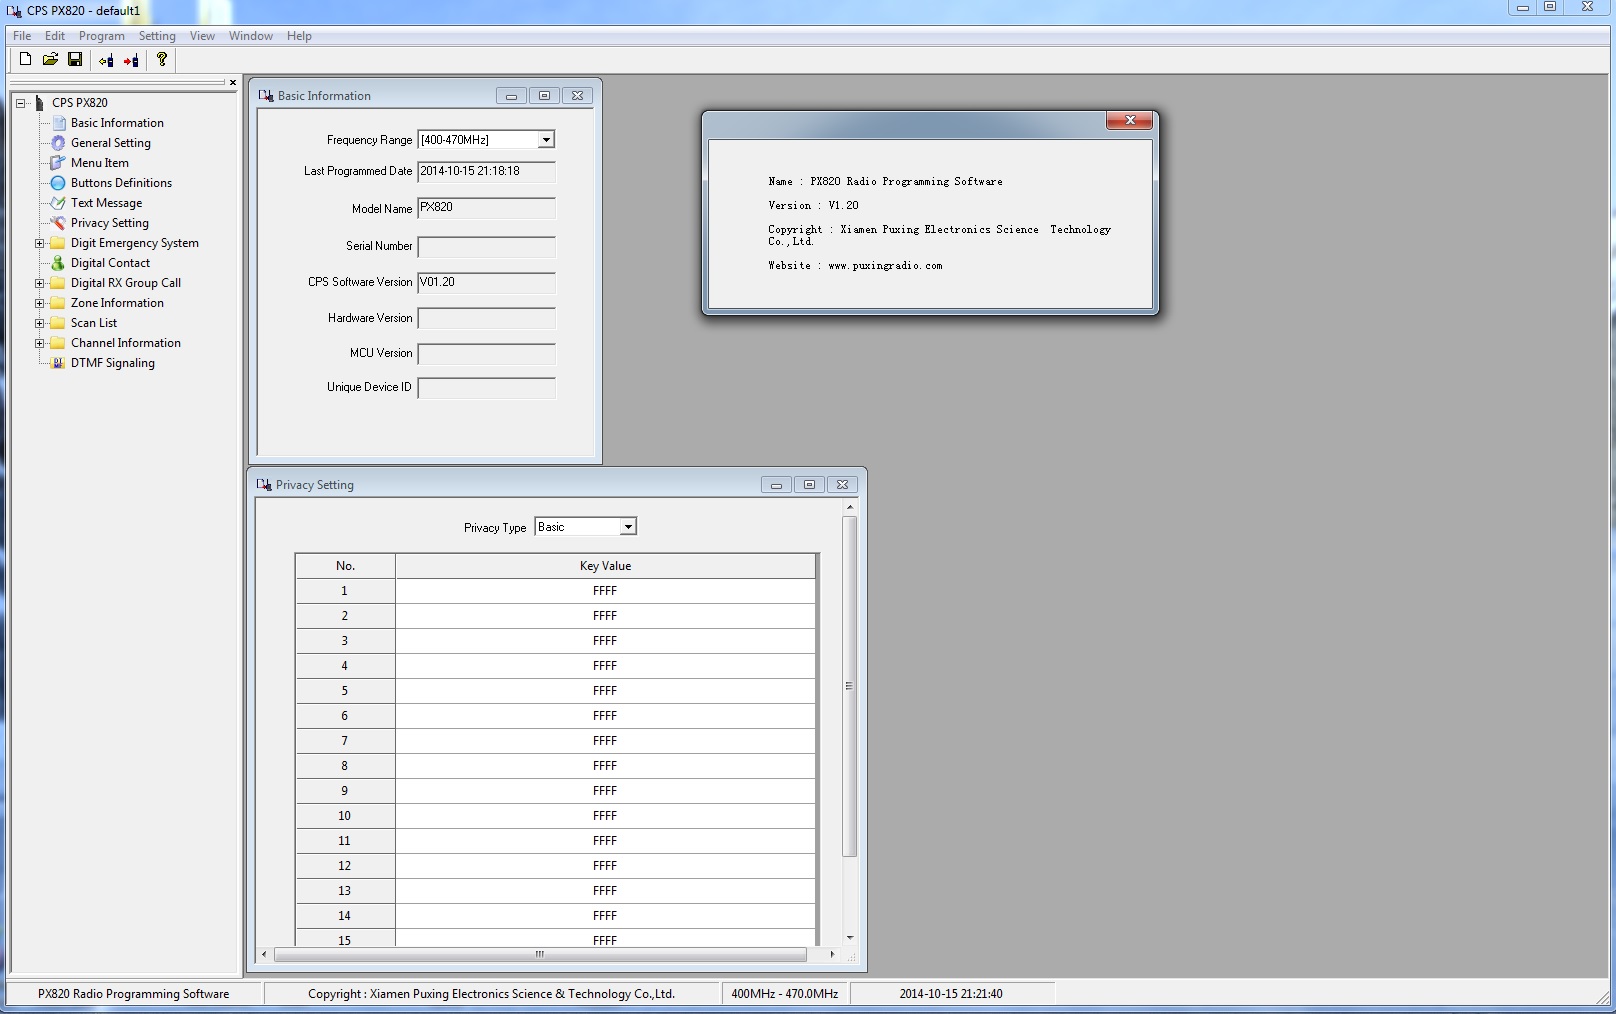 CPS PX820 - default1
File Edit Program Setting View Window Help
CPS PX820
Basic Information
General Setting
Menu Item
Buttons Definitions
Text Message
Privacy Setting
Digit Emergency System
Digital Contact
Digital RX Group Call
Zone Information
Scan List
Channel Information
DTMF Signaling
Basic Information
Frequency Range [400-470MHz]
Last Programmed Date 2014-10-15 21:18:18
Model Name PX820
Serial Number
CPS Software Version V01.20
Hardware Version
MCU Version
Unique Device ID
Name : PX820 Radio Programming Software
Version : V1.20
Copyright : Xiamen Puxing Electronics Science Technology
Co.,Ltd.
Website : www.puxingradio.com
Privacy Setting
Privacy Type Basic
No. Key Value
1 FFFF
2 FFFF
3 FFFF
4 FFFF
5 FFFF
6 FFFF
7 FFFF
8 FFFF
9 FFFF
10 FFFF
11 FFFF
12 FFFF
13 FFFF
14 FFFF
15 FFFF
PX820 Radio Programming Software Copyright : Xiamen Puxing Electronics Science & Technology Co.,Ltd. 400MHz - 470.0MHz 2014-10-15 21:21:40